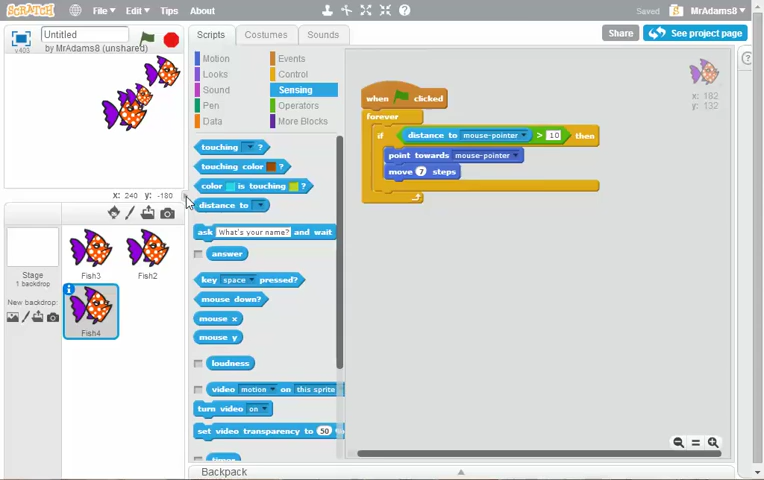 SCRATCH File Edit Tips About Saved MrAdams8
Untitled
by MrAdams8 (unshared)
v405
Scripts Costumes Sounds
Share See project page
Motion Events
Looks Control
Sound Sensing
Pen Operators
Data More Blocks
when clicked
forever
if distance to mouse-pointer > 10 then
point towards mouse-pointer
move 7 steps
x: 182
y: 132
touching ?
touching color ?
color is touching ?
distance to
ask What's your name? and wait
answer
key space pressed?
mouse down?
mouse x
mouse y
loudness
video motion on this sprite
turn video on
set video transparency to 50 %
timer
x: 240 y: -180
Stage
1 backdrop
New backdrop:
Fish3 Fish2
Fish4
Backpack
?